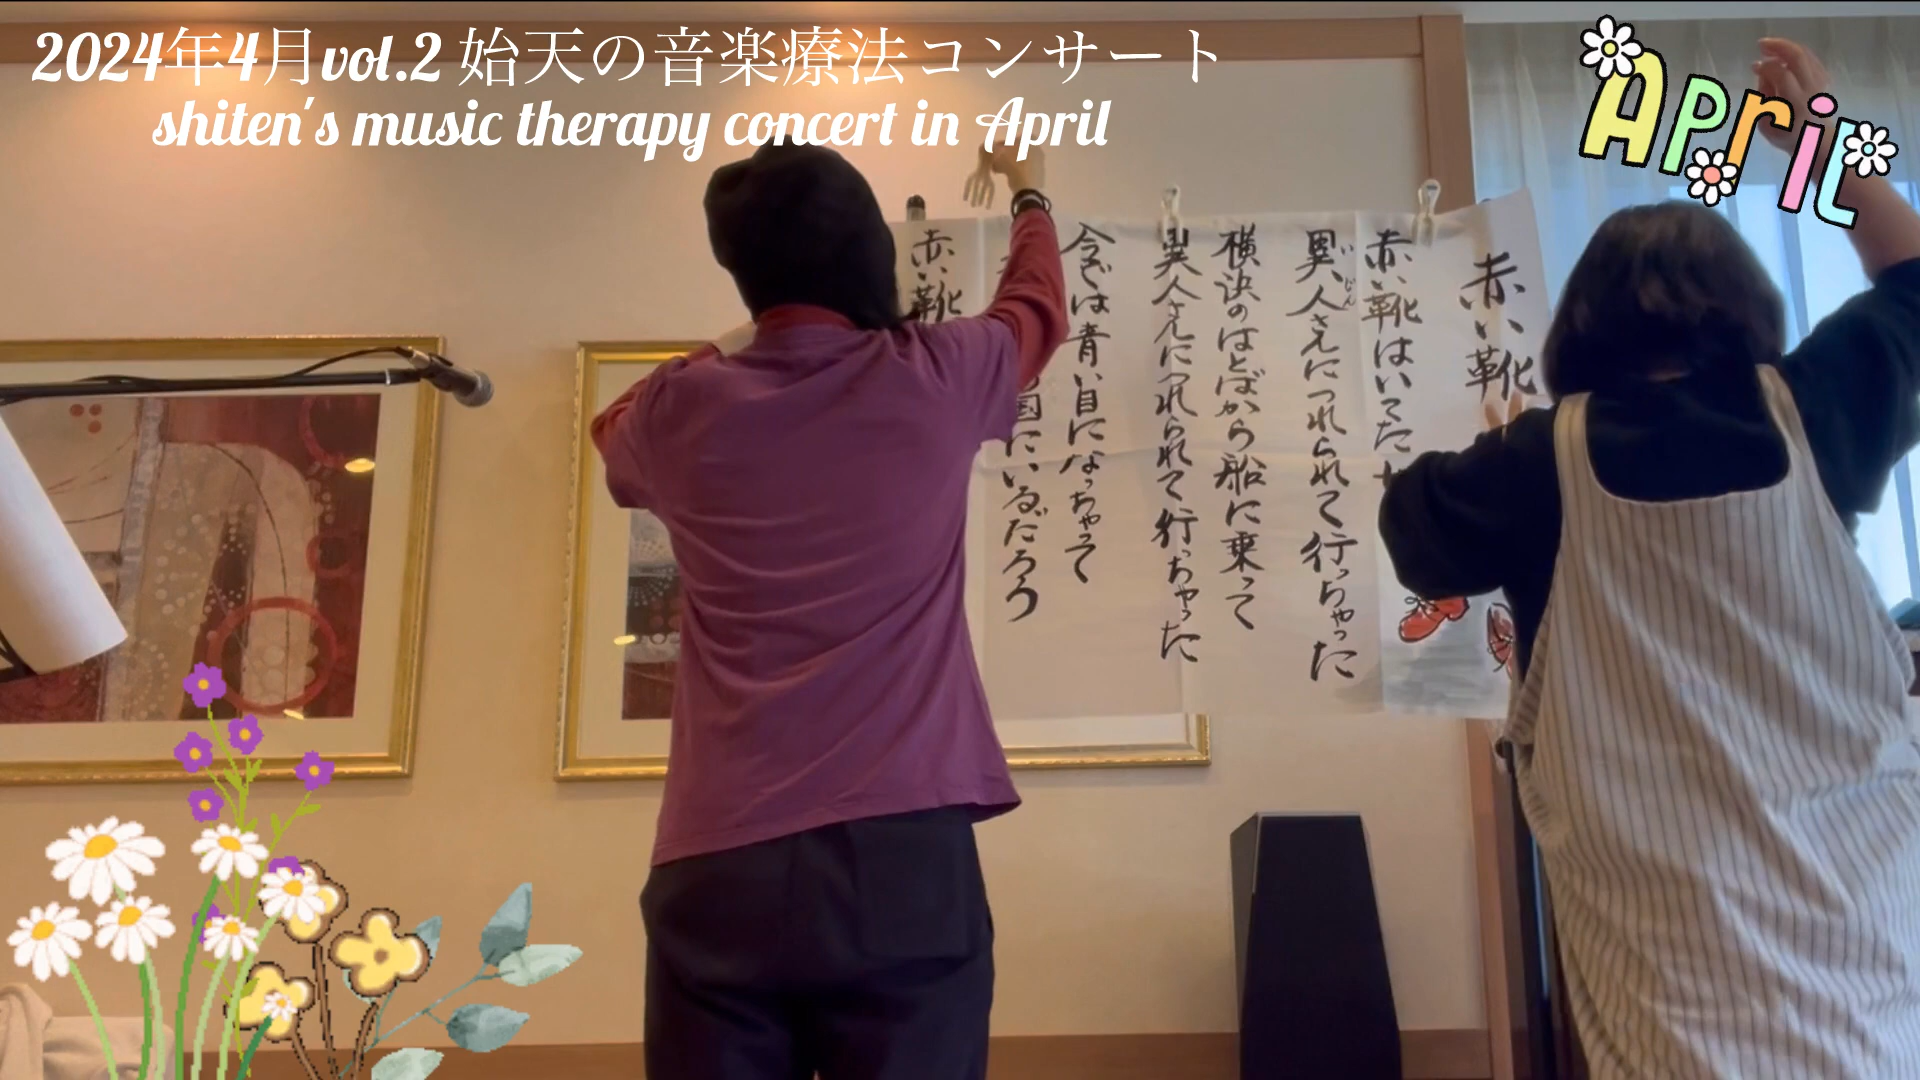 2024年4月vol.2 始天の音楽療法コンサート
shiten's music therapy concert in April
APRIL
赤い靴
赤い靴はいてた
異人さんにつれられて行っちゃった
いじん
横浜のはとばから船に乗って
異人さんにつれられて行っちゃった
今では青い目になっちゃって
国にいるだろう
赤い靴